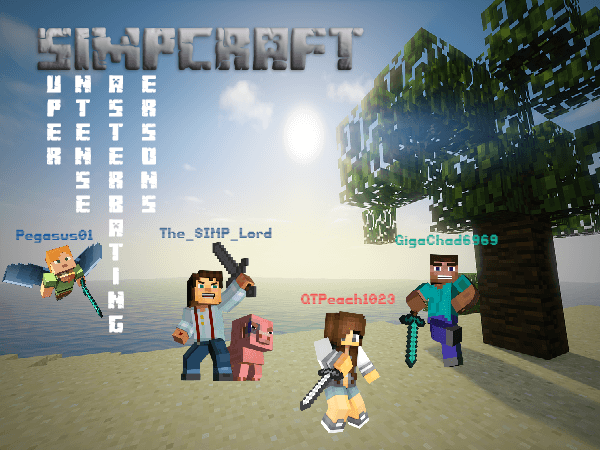 SIMPCRAFT
UPER
NTENSE
ASTERBATING
ERSONS
Pegasus01
The_SIMP_Lord
GigaChad6969
QTPeach1023